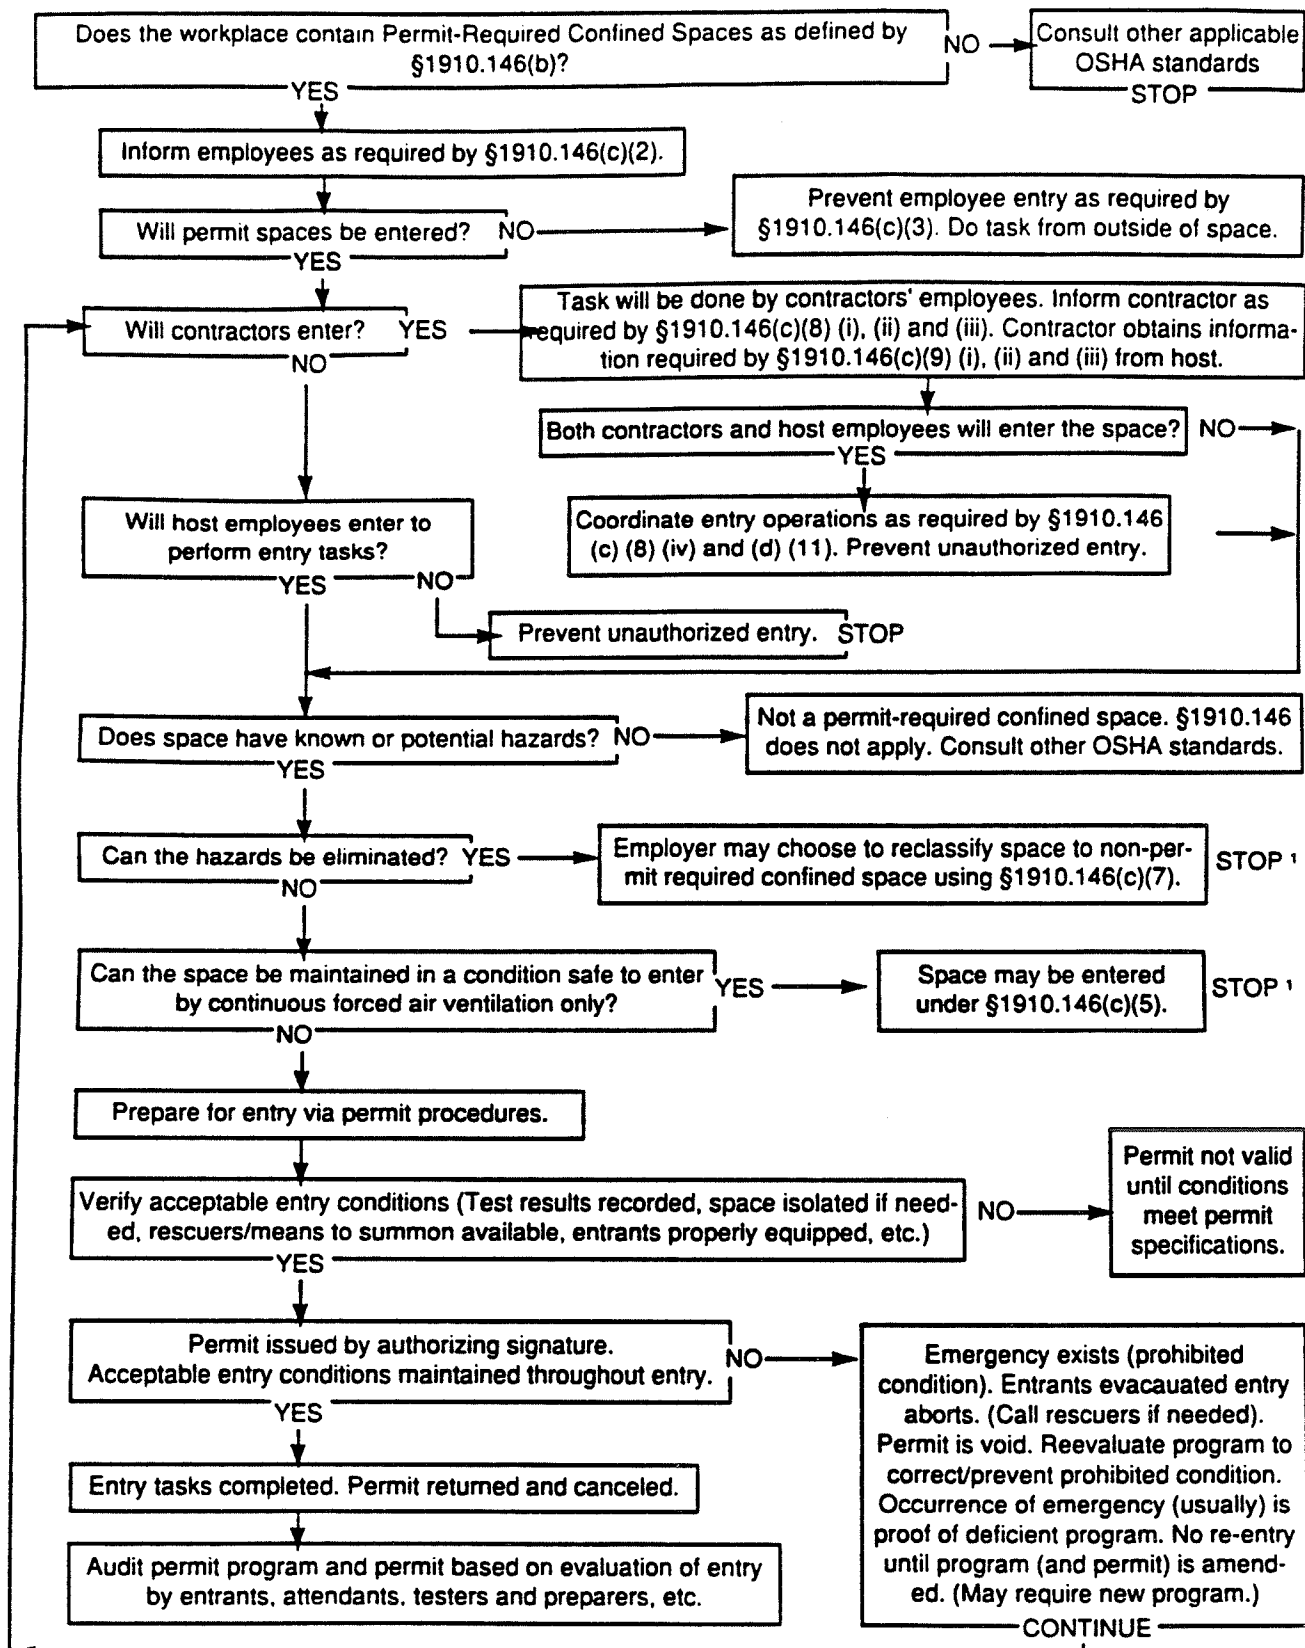 Does the workplace contain Permit-Required Confined Spaces as defined by
§1910.146(b)?
NO
Consult other applicable
OSHA standards
STOP
YES
Inform employees as required by §1910.146(c)(2).
Will permit spaces be entered?
NO
Prevent employee entry as required by
§1910.146(c)(3). Do task from outside of space.
YES
Will contractors enter?
YES
Task will be done by contractors' employees. Inform contractor as
required by §1910.146(c)(8) (i), (ii) and (iii). Contractor obtains informa-
tion required by §1910.146(c)(9) (i), (ii) and (iii) from host.
NO
Both contractors and host employees will enter the space?
NO
YES
Will host employees enter to
perform entry tasks?
Coordinate entry operations as required by §1910.146
(c) (8) (iv) and (d) (11). Prevent unauthorized entry.
YES
NO
Prevent unauthorized entry.
STOP
Does space have known or potential hazards?
NO
Not a permit-required confined space. §1910.146
does not apply. Consult other OSHA standards.
YES
Can the hazards be eliminated?
YES
Employer may choose to reclassify space to non-per-
mit required confined space using §1910.146(c)(7).
STOP ¹
NO
Can the space be maintained in a condition safe to enter
by continuous forced air ventilation only?
YES
Space may be entered
under §1910.146(c)(5).
STOP ¹
NO
Prepare for entry via permit procedures.
Verify acceptable entry conditions (Test results recorded, space isolated if need-
ed, rescuers/means to summon available, entrants properly equipped, etc.)
NO
Permit not valid
until conditions
meet permit
specifications.
YES
Permit issued by authorizing signature.
Acceptable entry conditions maintained throughout entry.
NO
Emergency exists (prohibited
condition). Entrants evacauated entry
aborts. (Call rescuers if needed).
Permit is void. Reevaluate program to
correct/prevent prohibited condition.
Occurrence of emergency (usually) is
proof of deficient program. No re-entry
until program (and permit) is amend-
ed. (May require new program.)
CONTINUE
YES
Entry tasks completed. Permit returned and canceled.
Audit permit program and permit based on evaluation of entry
by entrants, attendants, testers and preparers, etc.